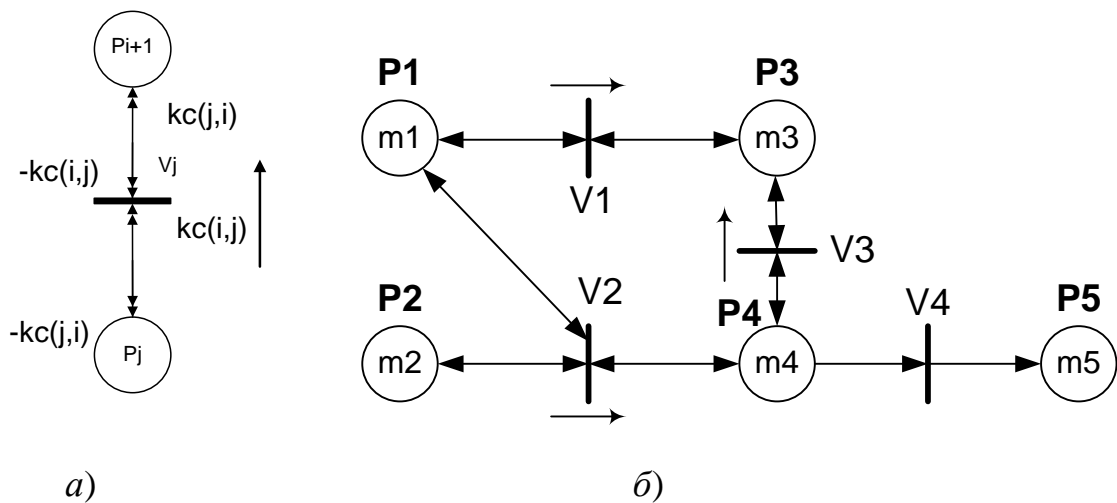 Pi+1
kc(j,i)
-kc(i,j)
Vj
kc(i,j)
-kc(j,i)
Pj
а)
P1
P3
m1
m3
V1
V3
V2
P2
P4
V4
P5
m2
m4
m5
б)